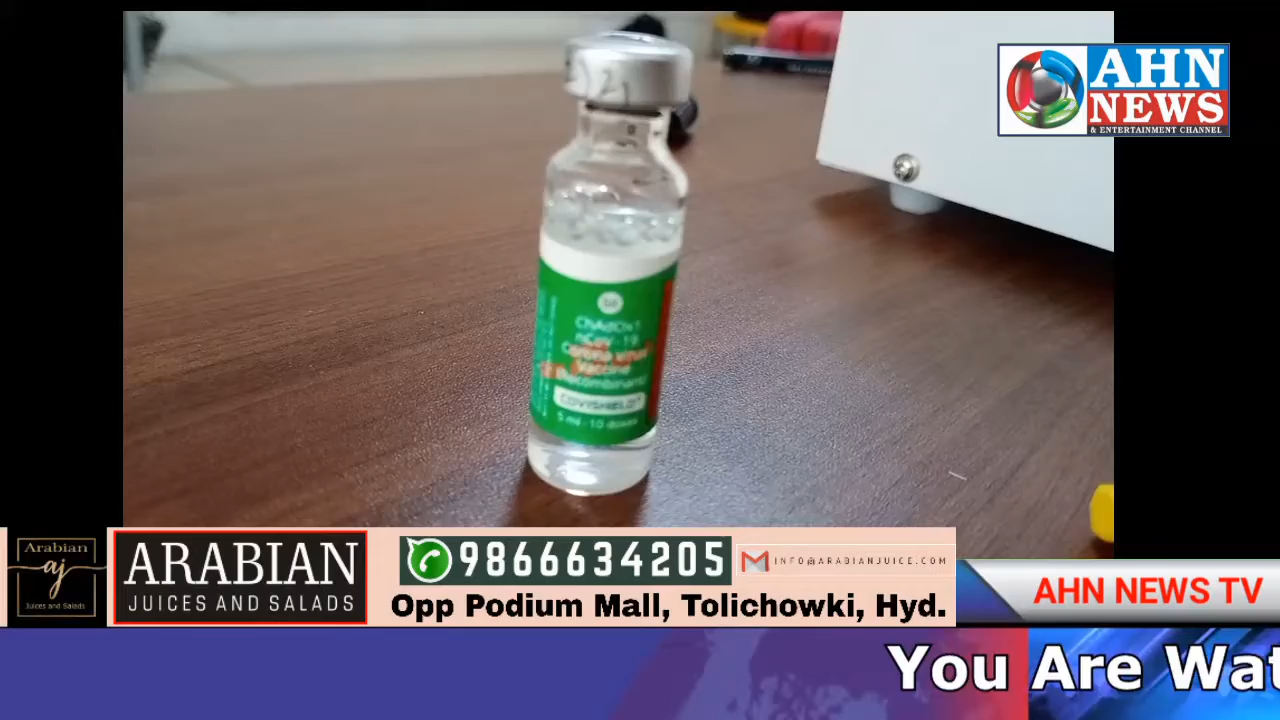 AHN
NEWS
& ENTERTAINMENT CHANNEL
ChAdOx1
nCoV-19
Corona virus
Vaccine
Recombinant
COVISHIELD
5 ml - 10 doses
Arabian
aj
Juices and Salads
ARABIAN
JUICES AND SALADS
9866634205
INFO@ARABIANJUICE.COM
Opp Podium Mall, Tolichowki, Hyd.
AHN NEWS TV
You Are Wat